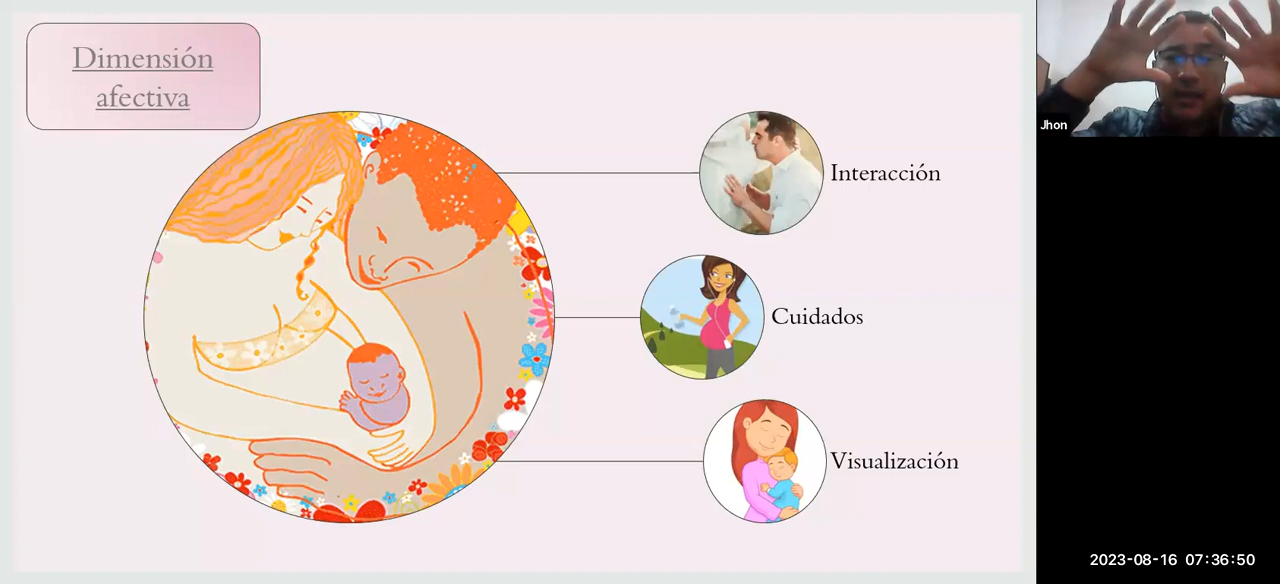 Dimensión
afectiva
Interacción
Cuidados
Visualización
Jhon
2023-08-16 07:36:50